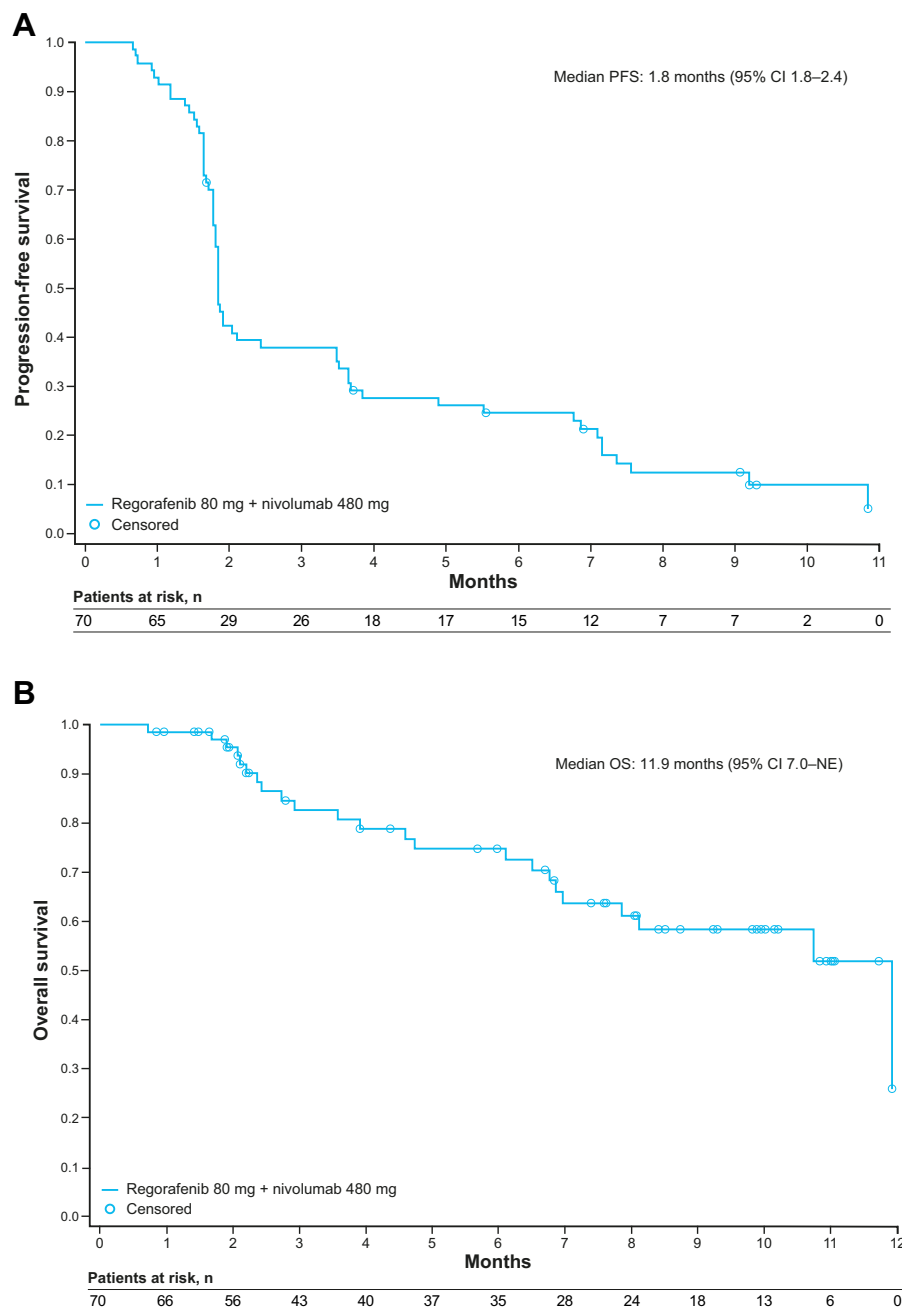 A
Median PFS: 1.8 months (95% CI 1.8–2.4)
Progression-free survival
1.0
0.9
0.8
0.7
0.6
0.5
0.4
0.3
0.2
0.1
0.0
Regorafenib 80 mg + nivolumab 480 mg
Censored
0 1 2 3 4 5 6 7 8 9 10 11
Months
Patients at risk, n
70 65 29 26 18 17 15 12 7 7 2 0
B
Median OS: 11.9 months (95% CI 7.0–NE)
Overall survival
1.0
0.9
0.8
0.7
0.6
0.5
0.4
0.3
0.2
0.1
0.0
Regorafenib 80 mg + nivolumab 480 mg
Censored
0 1 2 3 4 5 6 7 8 9 10 11 12
Months
Patients at risk, n
70 66 56 43 40 37 35 28 24 18 13 6 0